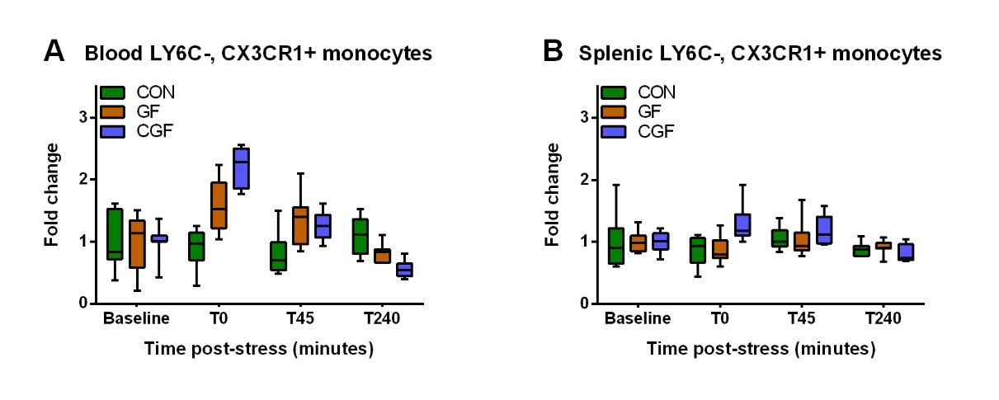 A Blood LY6C-, CX3CR1+ monocytes
CON
GF
CGF
3
2
1
0
Fold change
Baseline T0 T45 T240
Time post-stress (minutes)
B Splenic LY6C-, CX3CR1+ monocytes
CON
GF
CGF
3
2
1
0
Fold change
Baseline T0 T45 T240
Time post-stress (minutes)